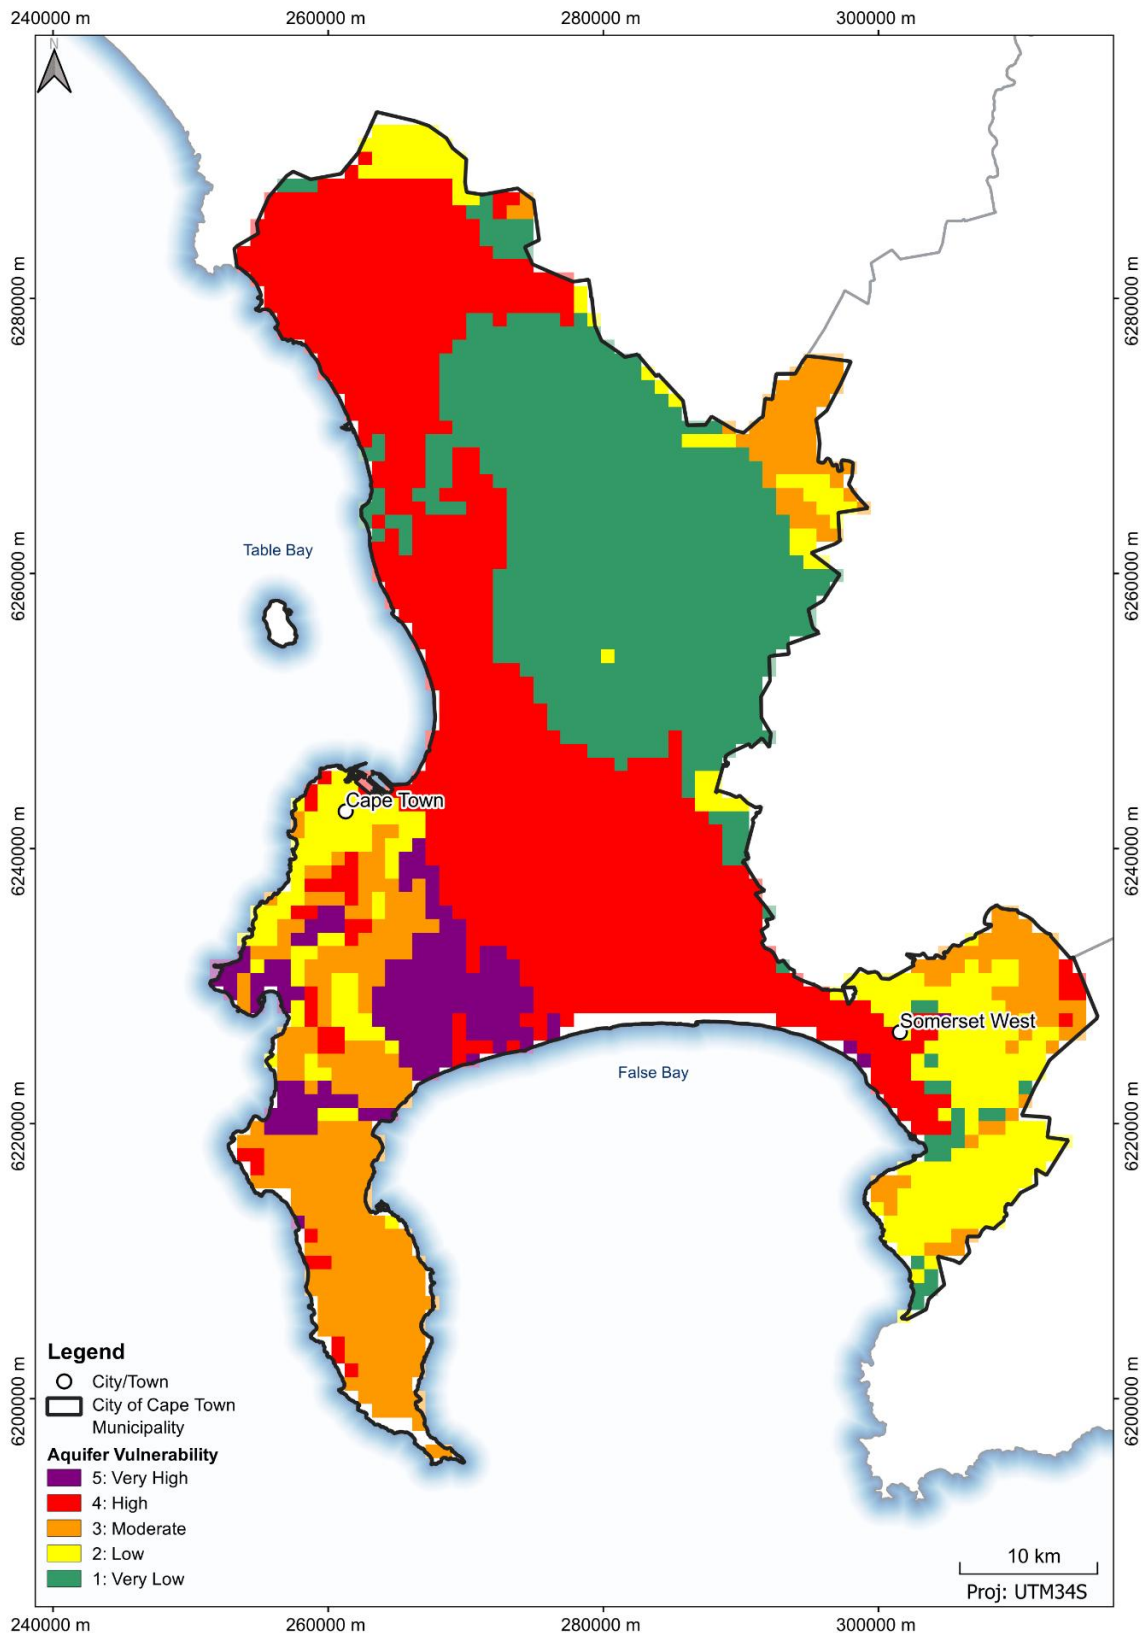 240000 m 260000 m 280000 m 300000 m
N
6280000 m 6280000 m
Table Bay
6260000 m 6260000 m
Cape Town
6240000 m 6240000 m
Somerset West
False Bay
6220000 m 6220000 m
Legend
City/Town
City of Cape Town
Municipality
6200000 m 6200000 m
Aquifer Vulnerability
5: Very High
4: High
3: Moderate
2: Low
1: Very Low
10 km
Proj: UTM34S
240000 m 260000 m 280000 m 300000 m